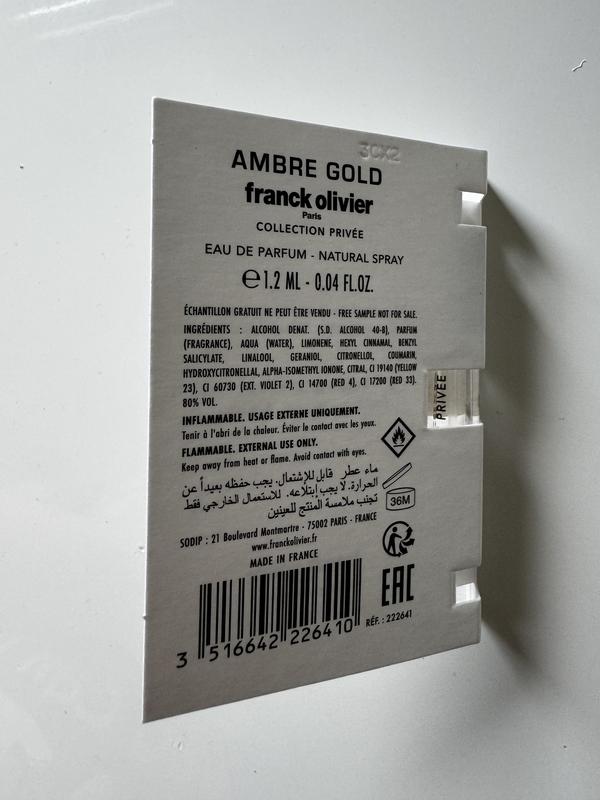 3CX2
AMBRE GOLD
franck olivier
Paris
COLLECTION PRIVÉE
EAU DE PARFUM - NATURAL SPRAY
℮1.2 ML - 0.04 FL.OZ.
ÉCHANTILLON GRATUIT NE PEUT ÊTRE VENDU - FREE SAMPLE NOT FOR SALE.
INGRÉDIENTS : ALCOHOL DENAT. (S.D. ALCOHOL 40-B), PARFUM
(FRAGRANCE), AQUA (WATER), LIMONENE, HEXYL CINNAMAL, BENZYL
SALICYLATE, LINALOOL, GERANIOL, CITRONELLOL, COUMARIN,
HYDROXYCITRONELLAL, ALPHA-ISOMETHYL IONONE, CITRAL, CI 19140 (YELLOW
23), CI 60730 (EXT. VIOLET 2), CI 14700 (RED 4), CI 17200 (RED 33).
80% VOL.
INFLAMMABLE. USAGE EXTERNE UNIQUEMENT.
Tenir à l'abri de la chaleur. Éviter le contact avec les yeux.
FLAMMABLE. EXTERNAL USE ONLY.
Keep away from heat or flame. Avoid contact with eyes.
ماء عطر قابل للإشتعال. يجب حفظه بعيداً عن
الحرارة. لا يجب إبتلاعه. للاستعمال الخارجي فقط
تجنب ملامسة المنتج للعينين
36M
SODIP : 21 Boulevard Montmartre - 75002 PARIS - FRANCE
www.franckolivier.fr
MADE IN FRANCE
EAC
RÉF. : 222641
3 516642 226410
PRIVÉE